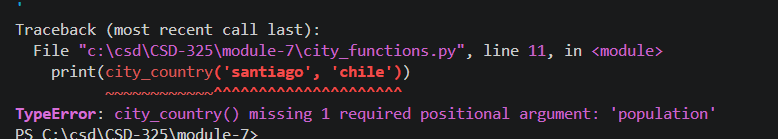 '
Traceback (most recent call last):
  File "c:\csd\CSD-325\module-7\city_functions.py", line 11, in <module>
    print(city_country('santiago', 'chile'))
          ~~~~~~~~~~~~^^^^^^^^^^^^^^^^^^^^^
TypeError: city_country() missing 1 required positional argument: 'population'
PS C:\csd\CSD-325\module-7>